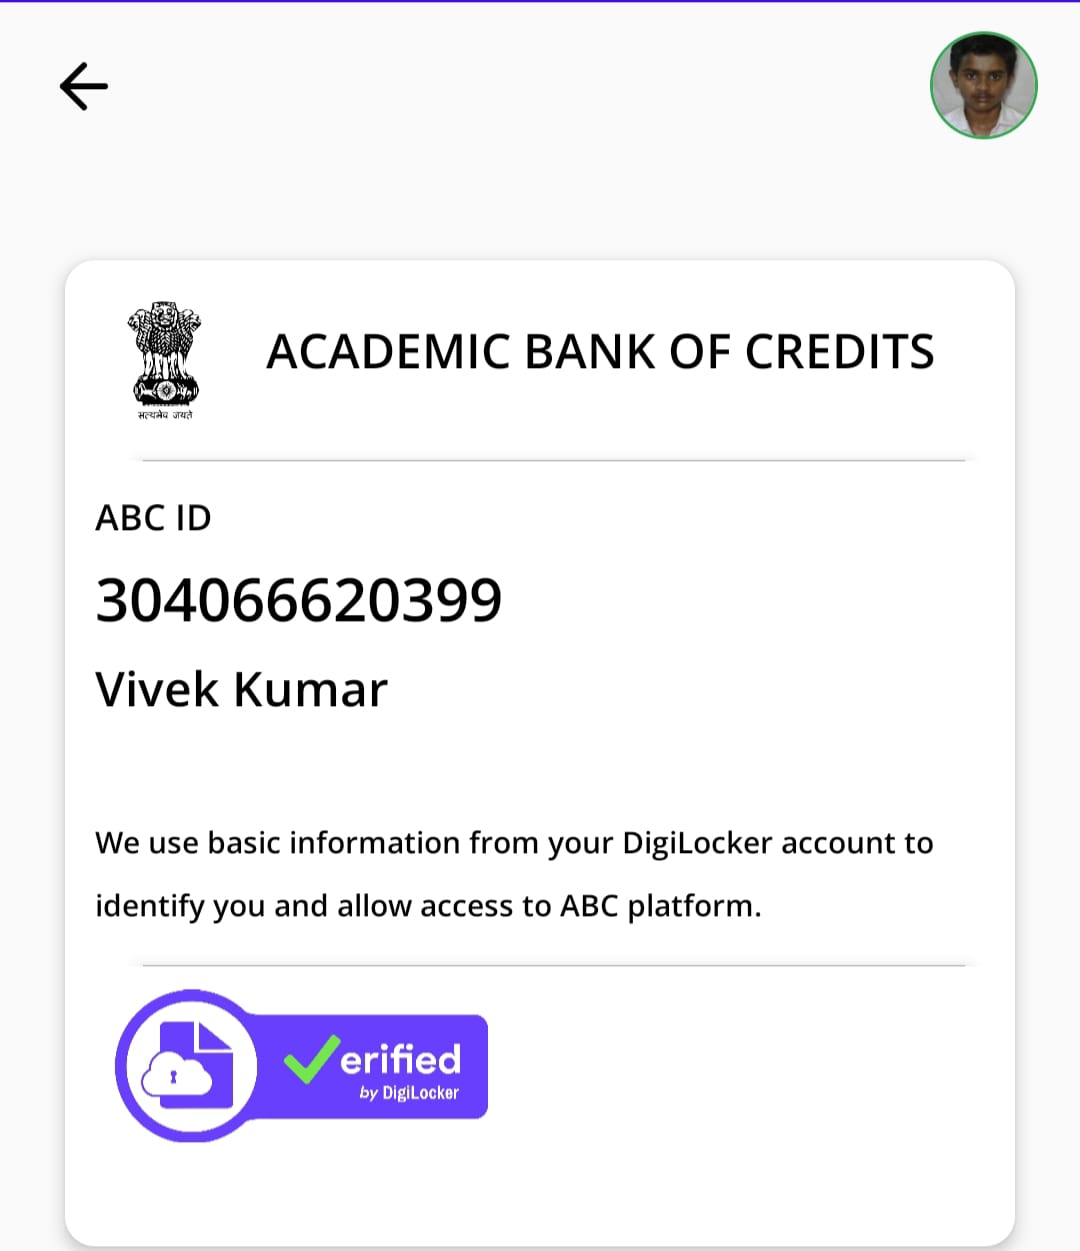 ACADEMIC BANK OF CREDITS
सत्यमेव जयते
ABC ID
304066620399
Vivek Kumar
We use basic information from your DigiLocker account to
identify you and allow access to ABC platform.
Verified
by DigiLocker